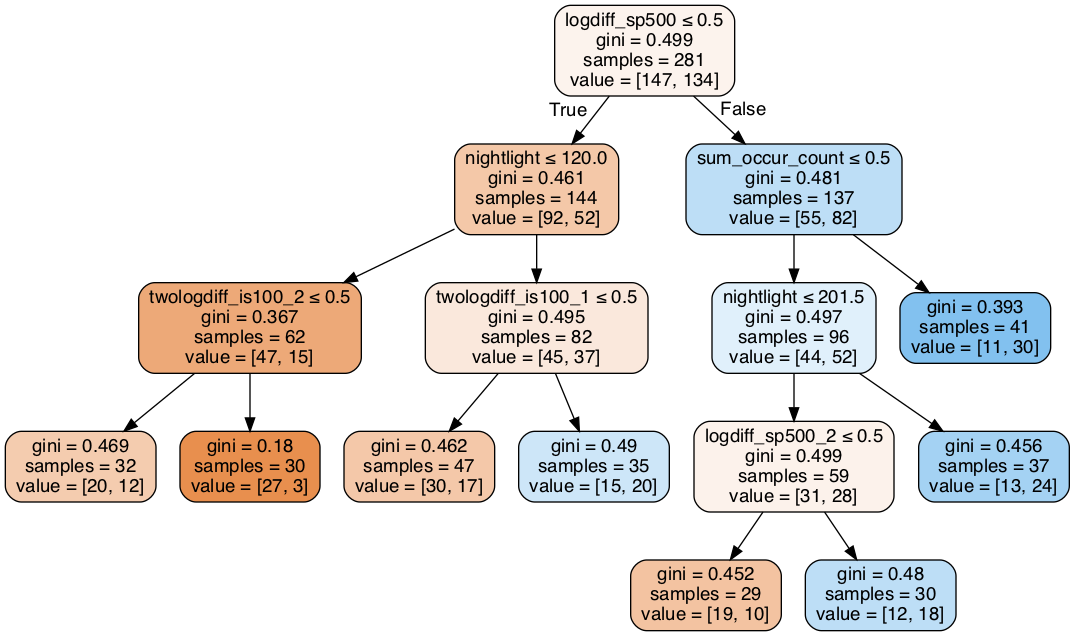 logdiff_sp500 ≤ 0.5
gini = 0.499
samples = 281
value = [147, 134]
True
False
nightlight ≤ 120.0
gini = 0.461
samples = 144
value = [92, 52]
sum_occur_count ≤ 0.5
gini = 0.481
samples = 137
value = [55, 82]
twologdiff_is100_2 ≤ 0.5
gini = 0.367
samples = 62
value = [47, 15]
twologdiff_is100_1 ≤ 0.5
gini = 0.495
samples = 82
value = [45, 37]
nightlight ≤ 201.5
gini = 0.497
samples = 96
value = [44, 52]
gini = 0.393
samples = 41
value = [11, 30]
gini = 0.469
samples = 32
value = [20, 12]
gini = 0.18
samples = 30
value = [27, 3]
gini = 0.462
samples = 47
value = [30, 17]
gini = 0.49
samples = 35
value = [15, 20]
logdiff_sp500_2 ≤ 0.5
gini = 0.499
samples = 59
value = [31, 28]
gini = 0.456
samples = 37
value = [13, 24]
gini = 0.452
samples = 29
value = [19, 10]
gini = 0.48
samples = 30
value = [12, 18]